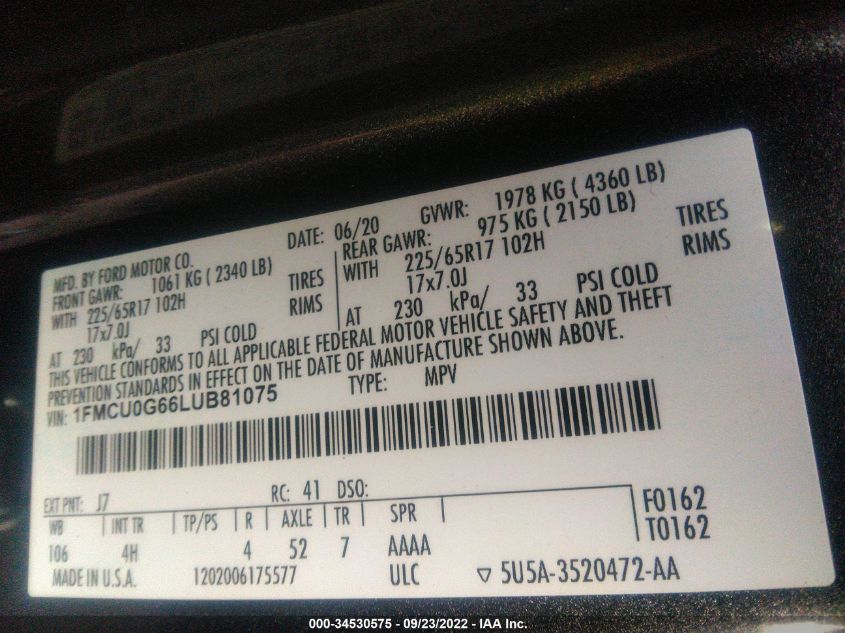 MFD. BY FORD MOTOR CO.
DATE: 06/20 GVWR: 1978 KG ( 4360 LB)
FRONT GAWR: 1061 KG ( 2340 LB)
REAR GAWR: 975 KG ( 2150 LB)
WITH 225/65R17 102H TIRES
17x7.0J RIMS
AT 230 kPa/ 33 PSI COLD
WITH 225/65R17 102H TIRES
17x7.0J RIMS
AT 230 kPa/ 33 PSI COLD
THIS VEHICLE CONFORMS TO ALL APPLICABLE FEDERAL MOTOR VEHICLE SAFETY AND THEFT
PREVENTION STANDARDS IN EFFECT ON THE DATE OF MANUFACTURE SHOWN ABOVE.
VIN: 1FMCU0G66LUB81075 TYPE: MPV
EXT PNT: J7 RC: 41 DSO:
WB INT TR TP/PS R AXLE TR SPR
F0162
T0162
106 4H 4 52 7 AAAA
MADE IN U.S.A. 1202006175577 ULC ▽ 5U5A-3520472-AA
000-34530575 - 09/23/2022 - IAA Inc.